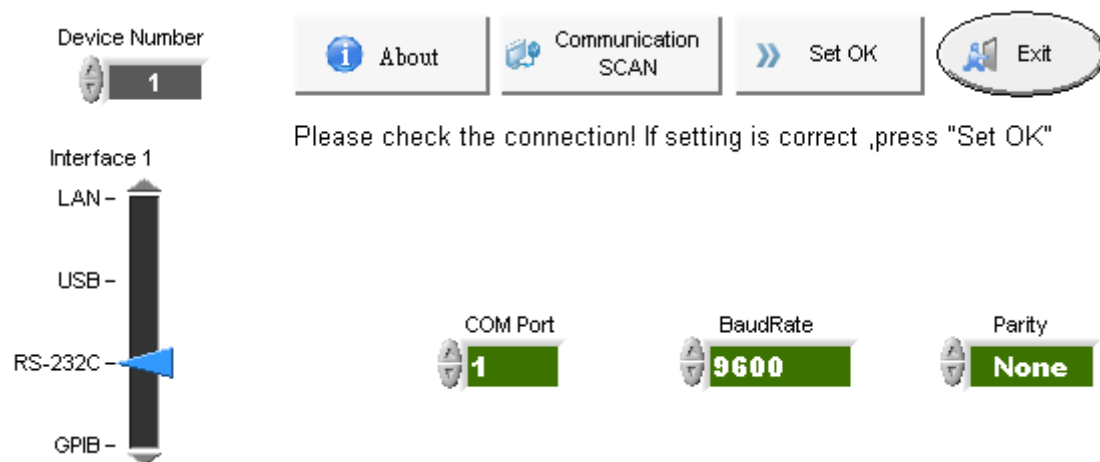 Device Number
1
About
Communication
SCAN
Set OK
Exit
Please check the connection! If setting is correct ,press "Set OK"
Interface 1
LAN
USB
RS-232C
GPIB
COM Port
1
BaudRate
9600
Parity
None